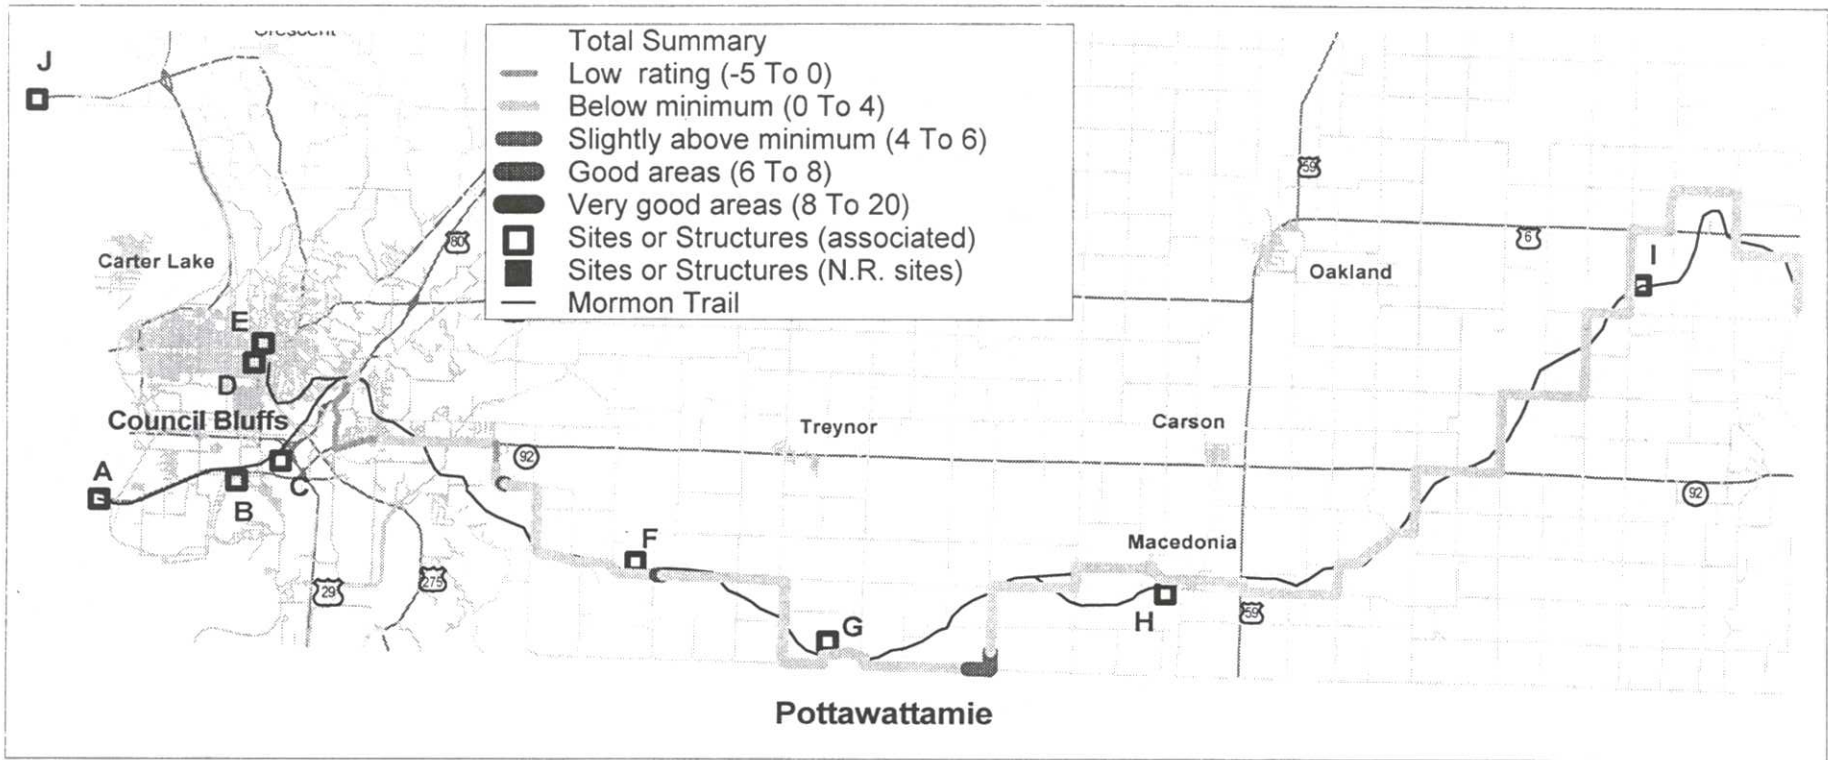 Crescent
J
Total Summary
Low rating (-5 To 0)
Below minimum (0 To 4)
Slightly above minimum (4 To 6)
Good areas (6 To 8)
Very good areas (8 To 20)
Sites or Structures (associated)
Sites or Structures (N.R. sites)
Mormon Trail
59
80
6
Carter Lake
I
Oakland
E
D
Council Bluffs
Treynor
Carson
92
A
B
C
92
F
Macedonia
29
275
G
H
59
Pottawattamie